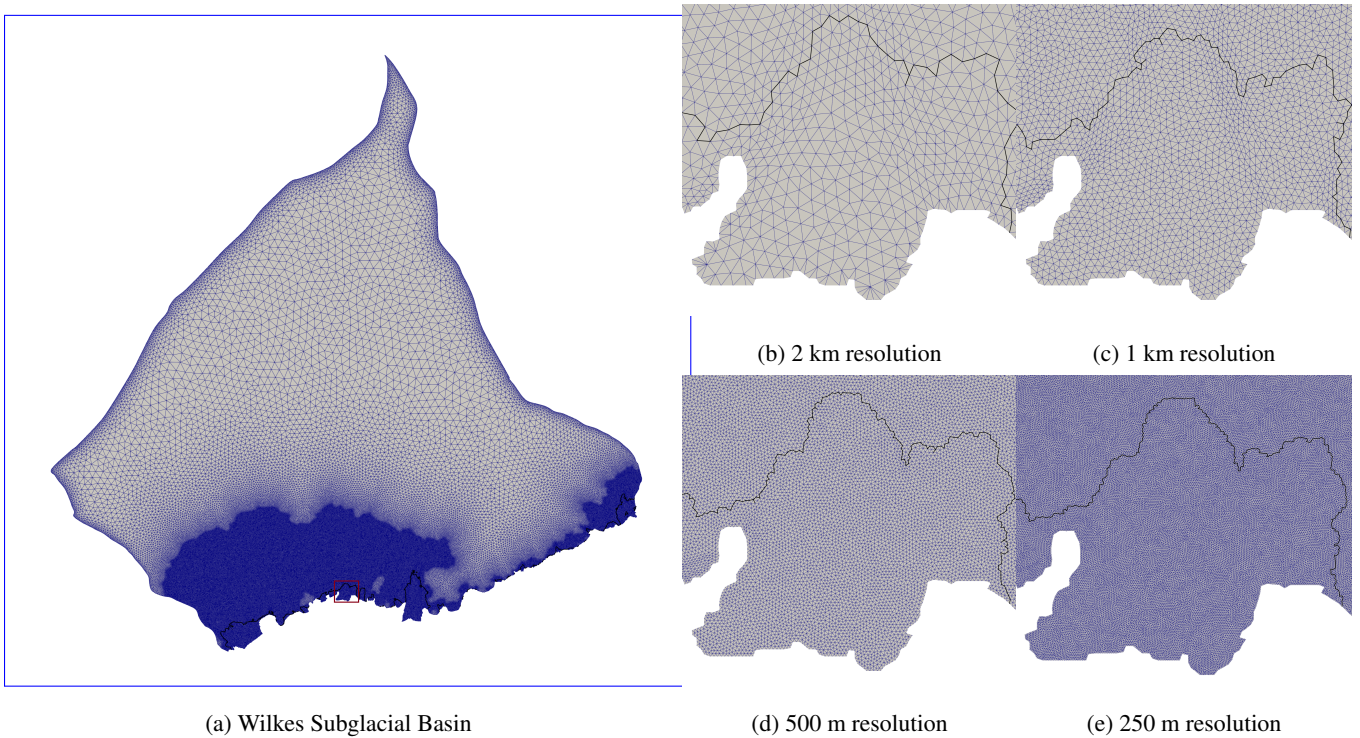 (b) 2 km resolution
(c) 1 km resolution
(a) Wilkes Subglacial Basin
(d) 500 m resolution
(e) 250 m resolution